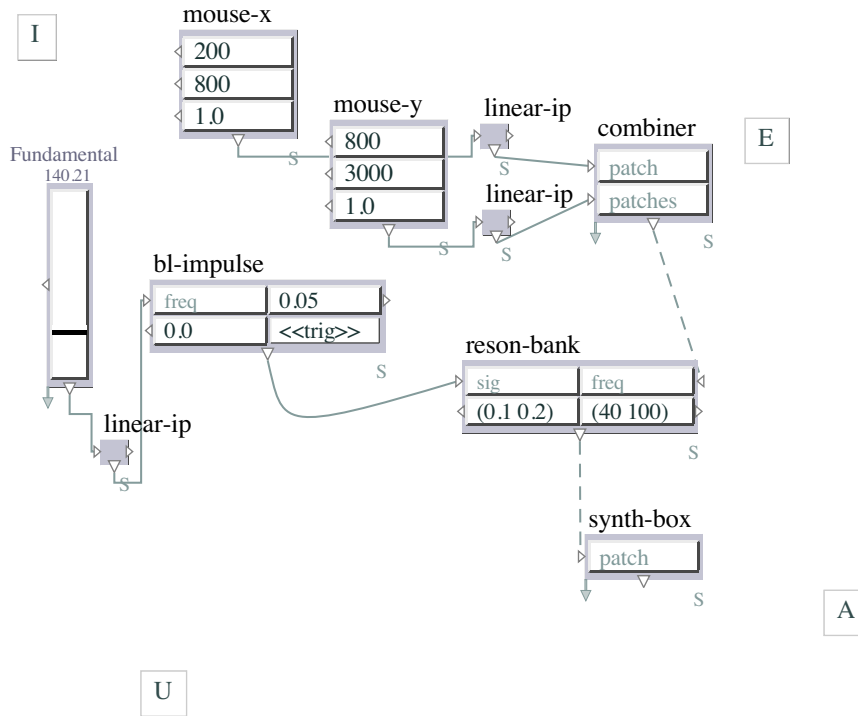 mouse-x
I
200
800
1.0
S
mouse-y
800
3000
1.0
S
linear-ip
S
linear-ip
S
combiner
patch
patches
S
E
Fundamental
140.21
linear-ip
S
bl-impulse
freq 0.05
0.0 <<trig>>
S
reson-bank
sig freq
(0.1 0.2) (40 100)
S
synth-box
patch
S
A
U